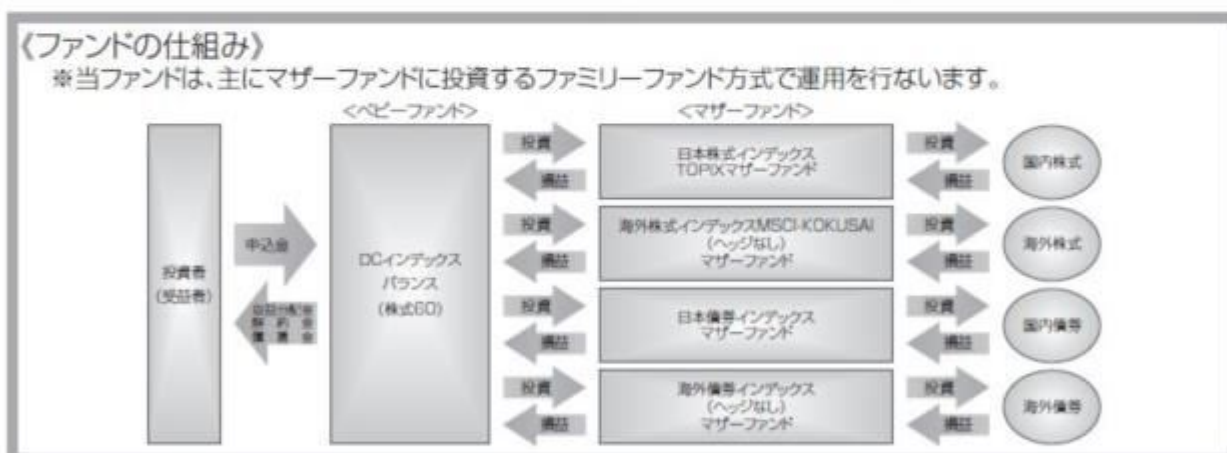 《ファンドの仕組み》
※当ファンドは、主にマザーファンドに投資するファミリーファンド方式で運用を行ないます。
<ベビーファンド>
<マザーファンド>
投資者
(受益者)
申込金
収益分配金
解約金
償還金
DCインデックス
バランス
(株式60)
投資
損益
日本株式インデックス
TOPIXマザーファンド
投資
損益
国内株式
投資
損益
海外株式インデックスMSCI-KOKUSAI
(ヘッジなし)
マザーファンド
投資
損益
海外株式
投資
損益
日本債券インデックス
マザーファンド
投資
損益
国内債券
投資
損益
海外債券インデックス
(ヘッジなし)
マザーファンド
投資
損益
海外債券